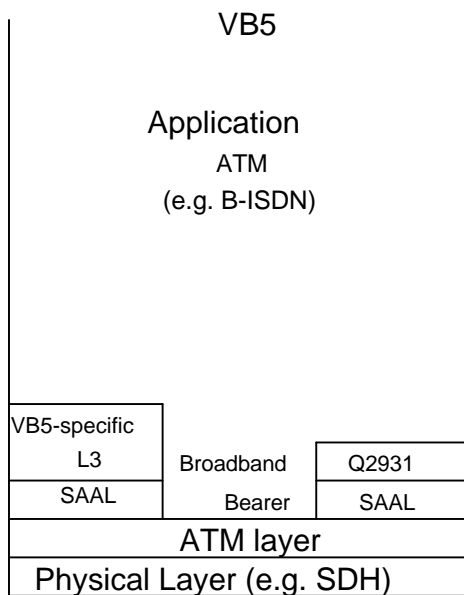 VB5
Application
ATM
(e.g. B-ISDN)
VB5-specific
L3
Broadband
Q2931
SAAL
Bearer
SAAL
ATM layer
Physical Layer (e.g. SDH)